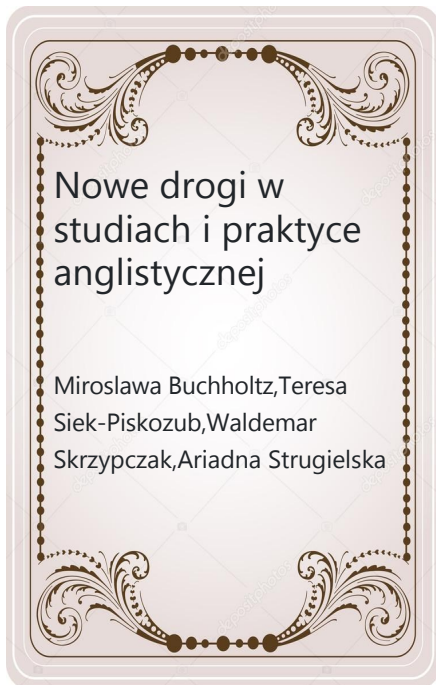 Nowe drogi w
studiach i praktyce
anglistycznej
Miroslawa Buchholtz,Teresa
Siek-Piskozub,Waldemar
Skrzypczak,Ariadna Strugielska